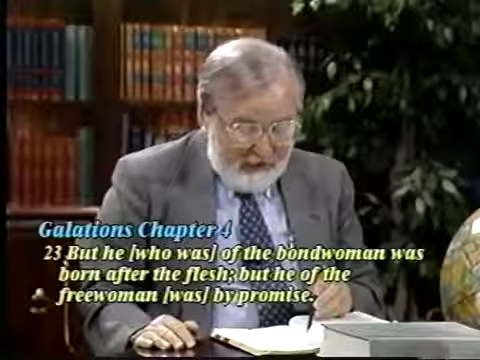 Galations Chapter 4
23 But he [who was] of the bondwoman was
born after the flesh; but he of the
freewoman [was] by promise.